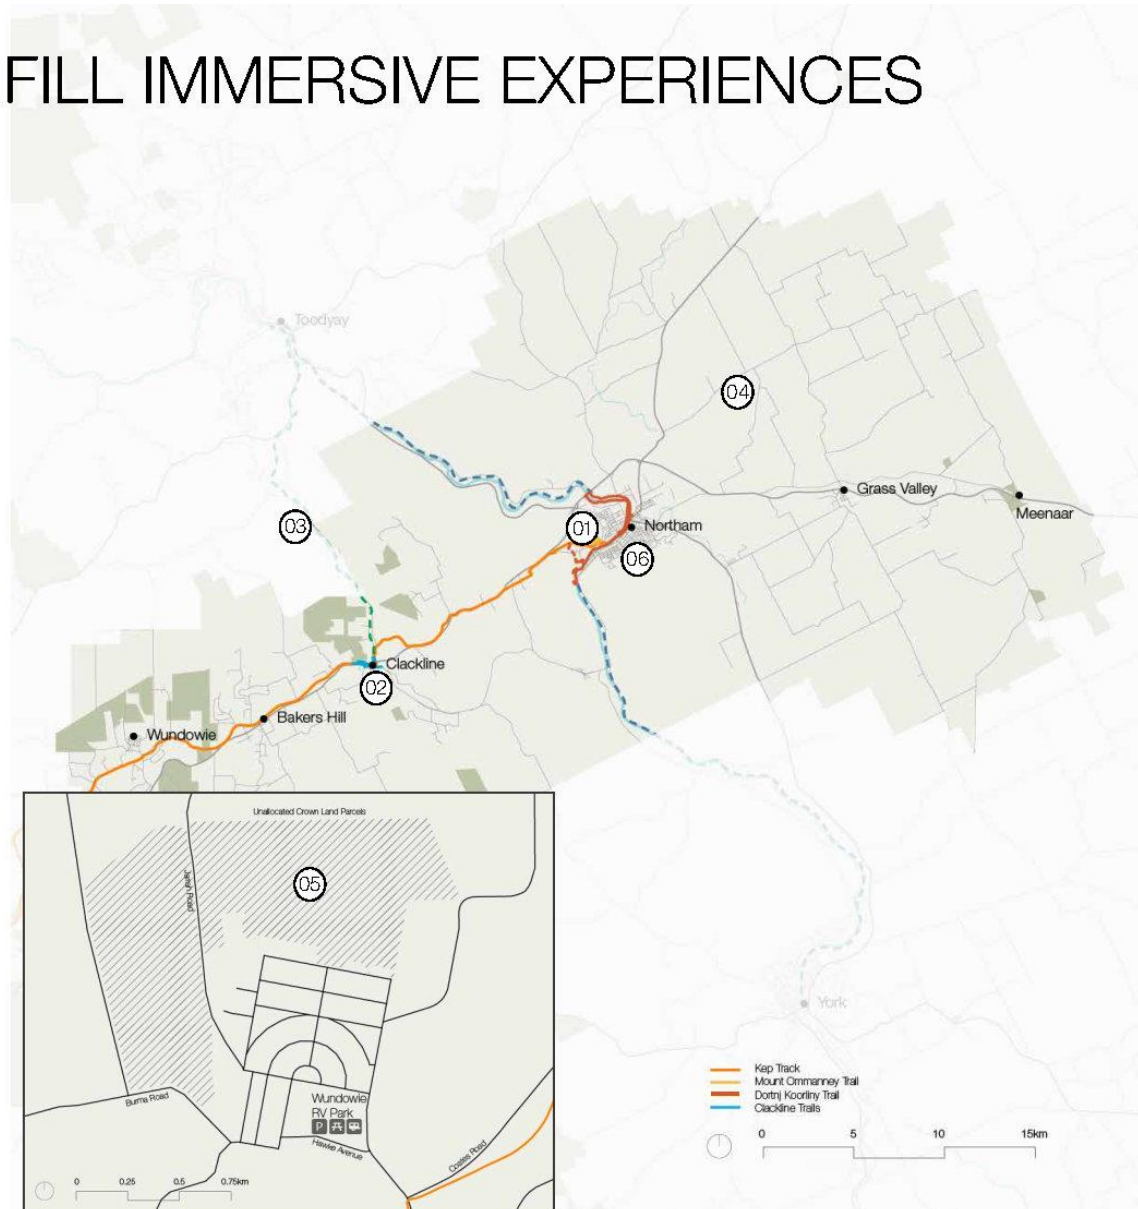 FILL IMMERSIVE EXPERIENCES
Toodyay
04
Grass Valley
Meenaar
03
01
Northam
06
Clackline
02
Bakers Hill
Wundowie
Unallocated Crown Land Parcels
05
Jarrah Road
York
Kep Track
Mount Ommanney Trail
Dortnj Koorliny Trail
Clackline Trails
Burma Road
Wundowie
RV Park
P
Hawke Avenue
Coates Road
0 5 10 15km
0 0.25 0.5 0.75km